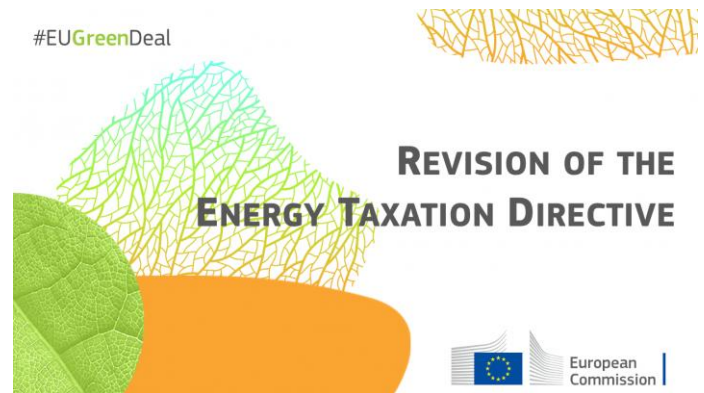 #EUGreenDeal
REVISION OF THE
ENERGY TAXATION DIRECTIVE
European
Commission